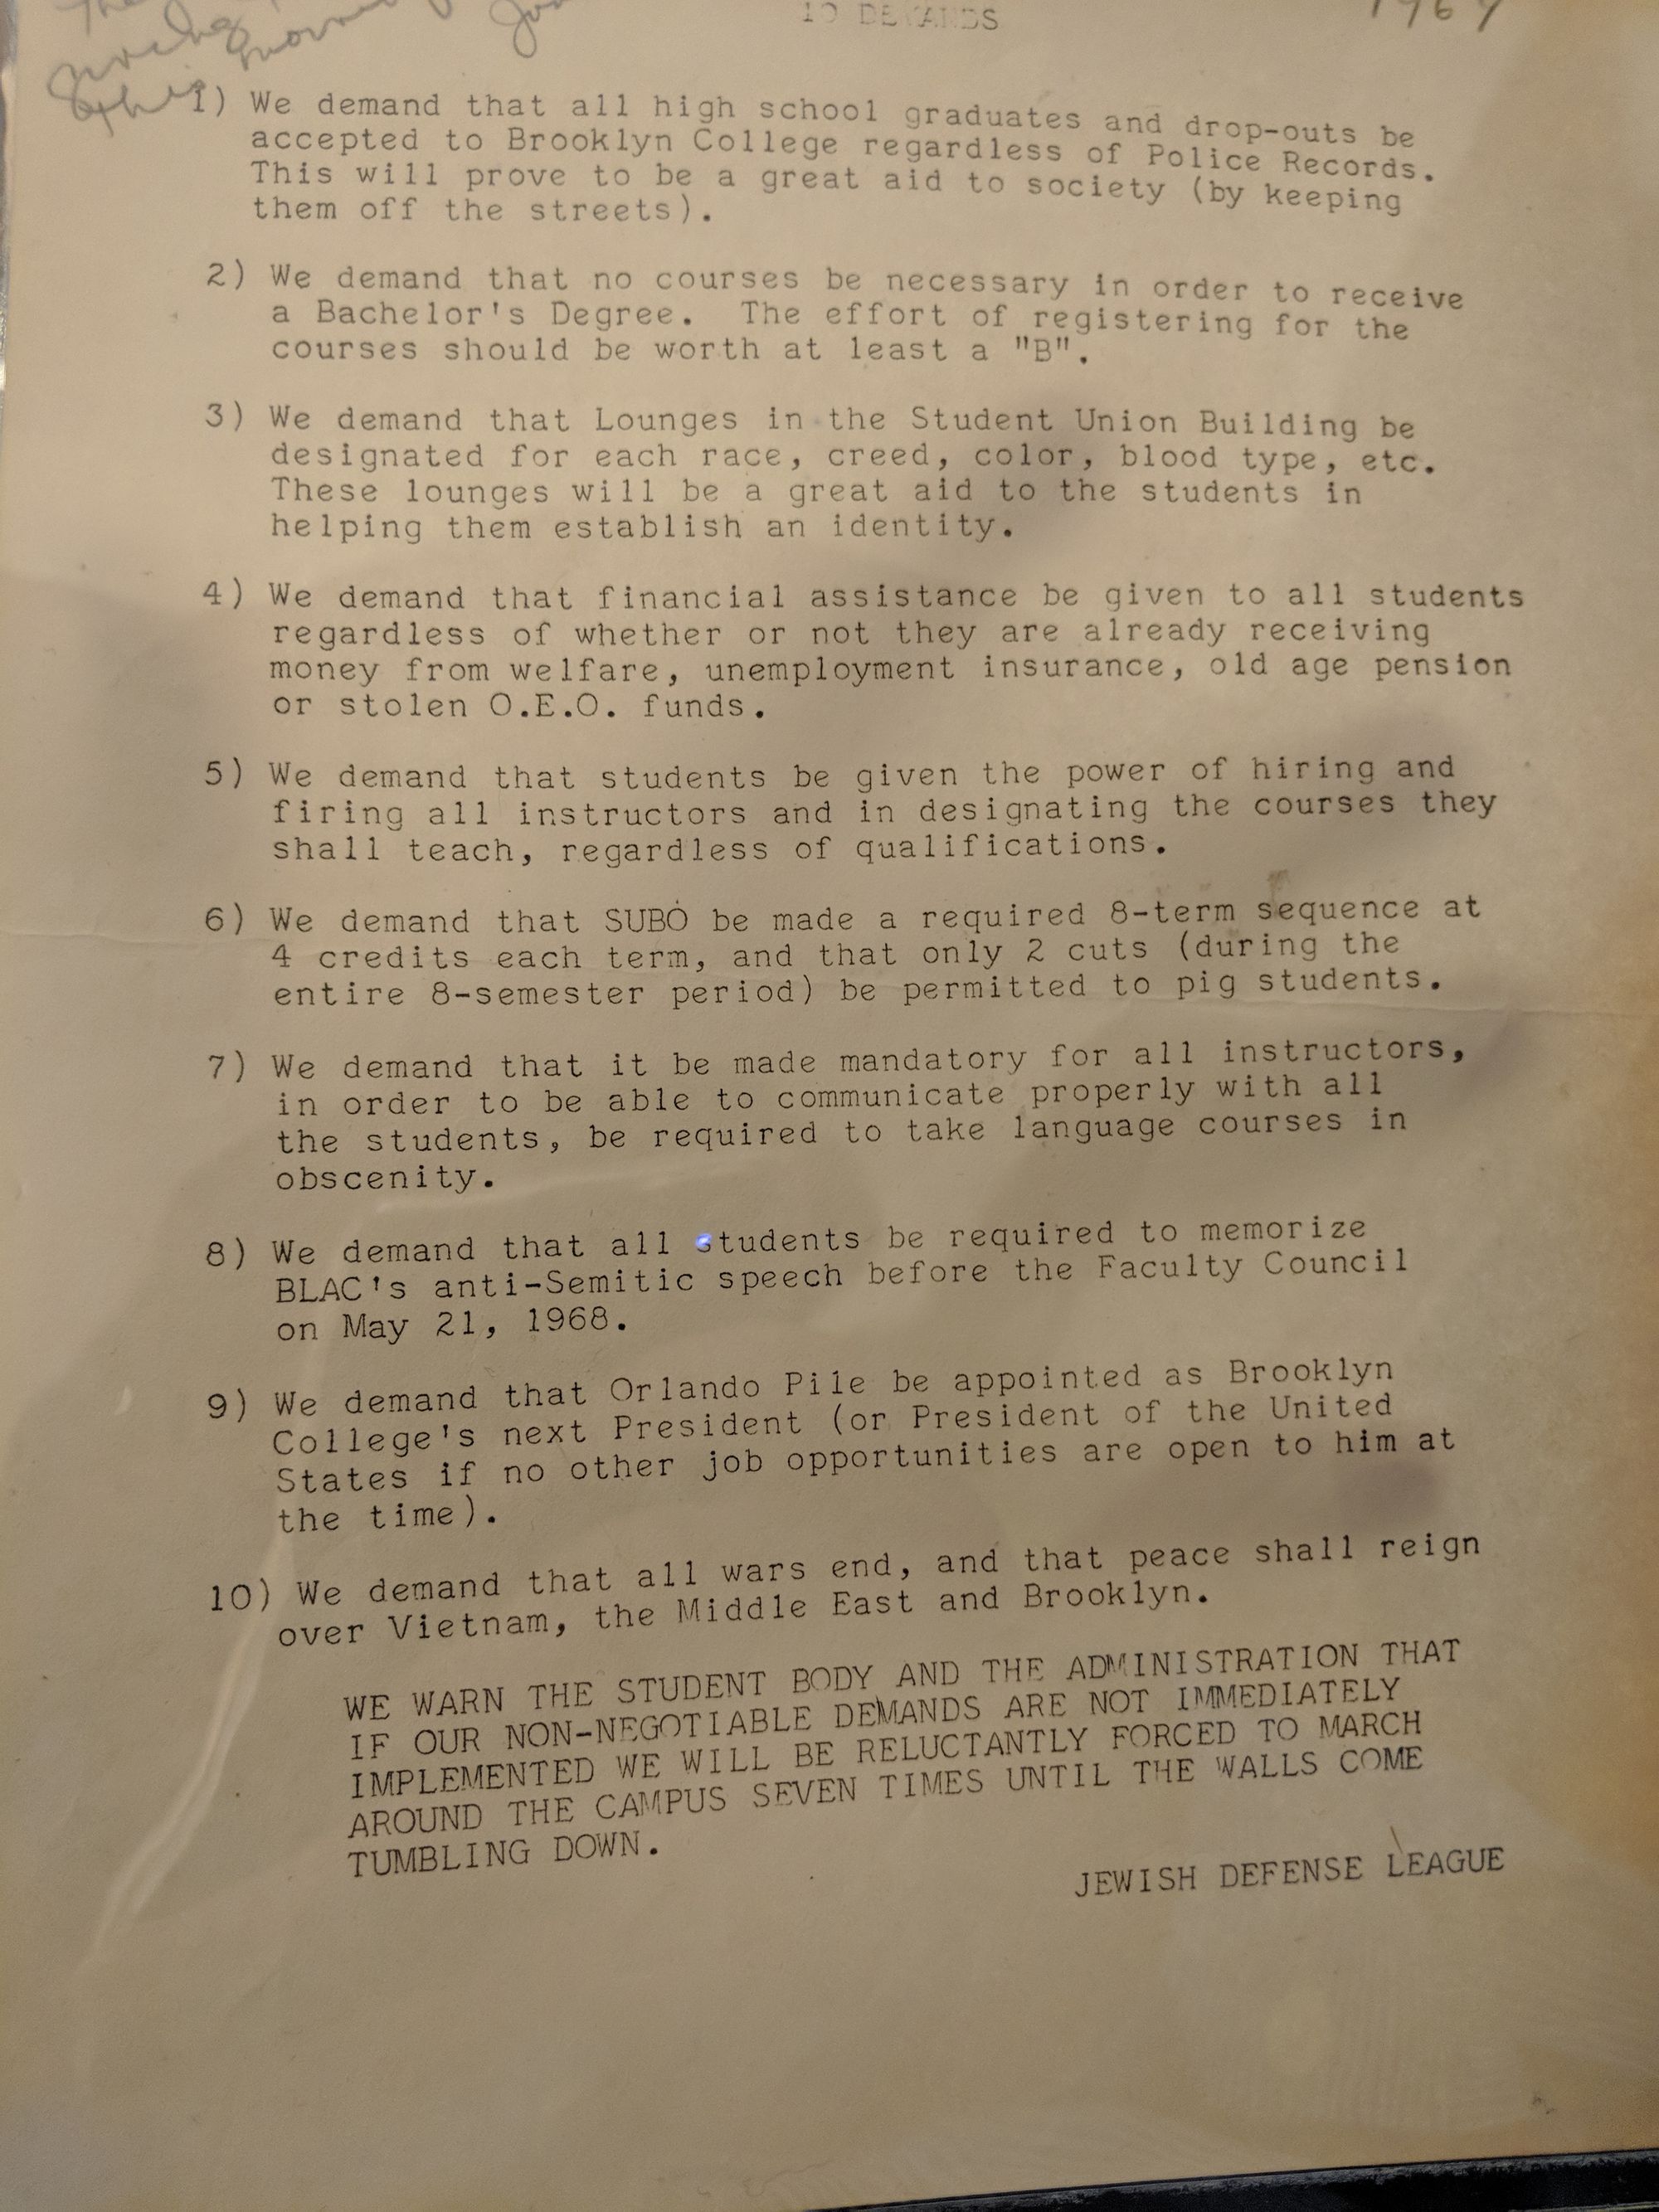 10 DEMANDS
1969
1) We demand that all high school graduates and drop-outs be
accepted to Brooklyn College regardless of Police Records.
This will prove to be a great aid to society (by keeping
them off the streets).
2) We demand that no courses be necessary in order to receive
a Bachelor's Degree. The effort of registering for the
courses should be worth at least a "B".
3) We demand that Lounges in the Student Union Building be
designated for each race, creed, color, blood type, etc.
These lounges will be a great aid to the students in
helping them establish an identity.
4) We demand that financial assistance be given to all students
regardless of whether or not they are already receiving
money from welfare, unemployment insurance, old age pension
or stolen O.E.O. funds.
5) We demand that students be given the power of hiring and
firing all instructors and in designating the courses they
shall teach, regardless of qualifications.
6) We demand that SUBO be made a required 8-term sequence at
4 credits each term, and that only 2 cuts (during the
entire 8-semester period) be permitted to pig students.
7) We demand that it be made mandatory for all instructors,
in order to be able to communicate properly with all
the students, be required to take language courses in
obscenity.
8) We demand that all students be required to memorize
BLAC's anti-Semitic speech before the Faculty Council
on May 21, 1968.
9) We demand that Orlando Pile be appointed as Brooklyn
College's next President (or President of the United
States if no other job opportunities are open to him at
the time).
10) We demand that all wars end, and that peace shall reign
over Vietnam, the Middle East and Brooklyn.
WE WARN THE STUDENT BODY AND THE ADMINISTRATION THAT
IF OUR NON-NEGOTIABLE DEMANDS ARE NOT IMMEDIATELY
IMPLEMENTED WE WILL BE RELUCTANTLY FORCED TO MARCH
AROUND THE CAMPUS SEVEN TIMES UNTIL THE WALLS COME
TUMBLING DOWN.
JEWISH DEFENSE LEAGUE